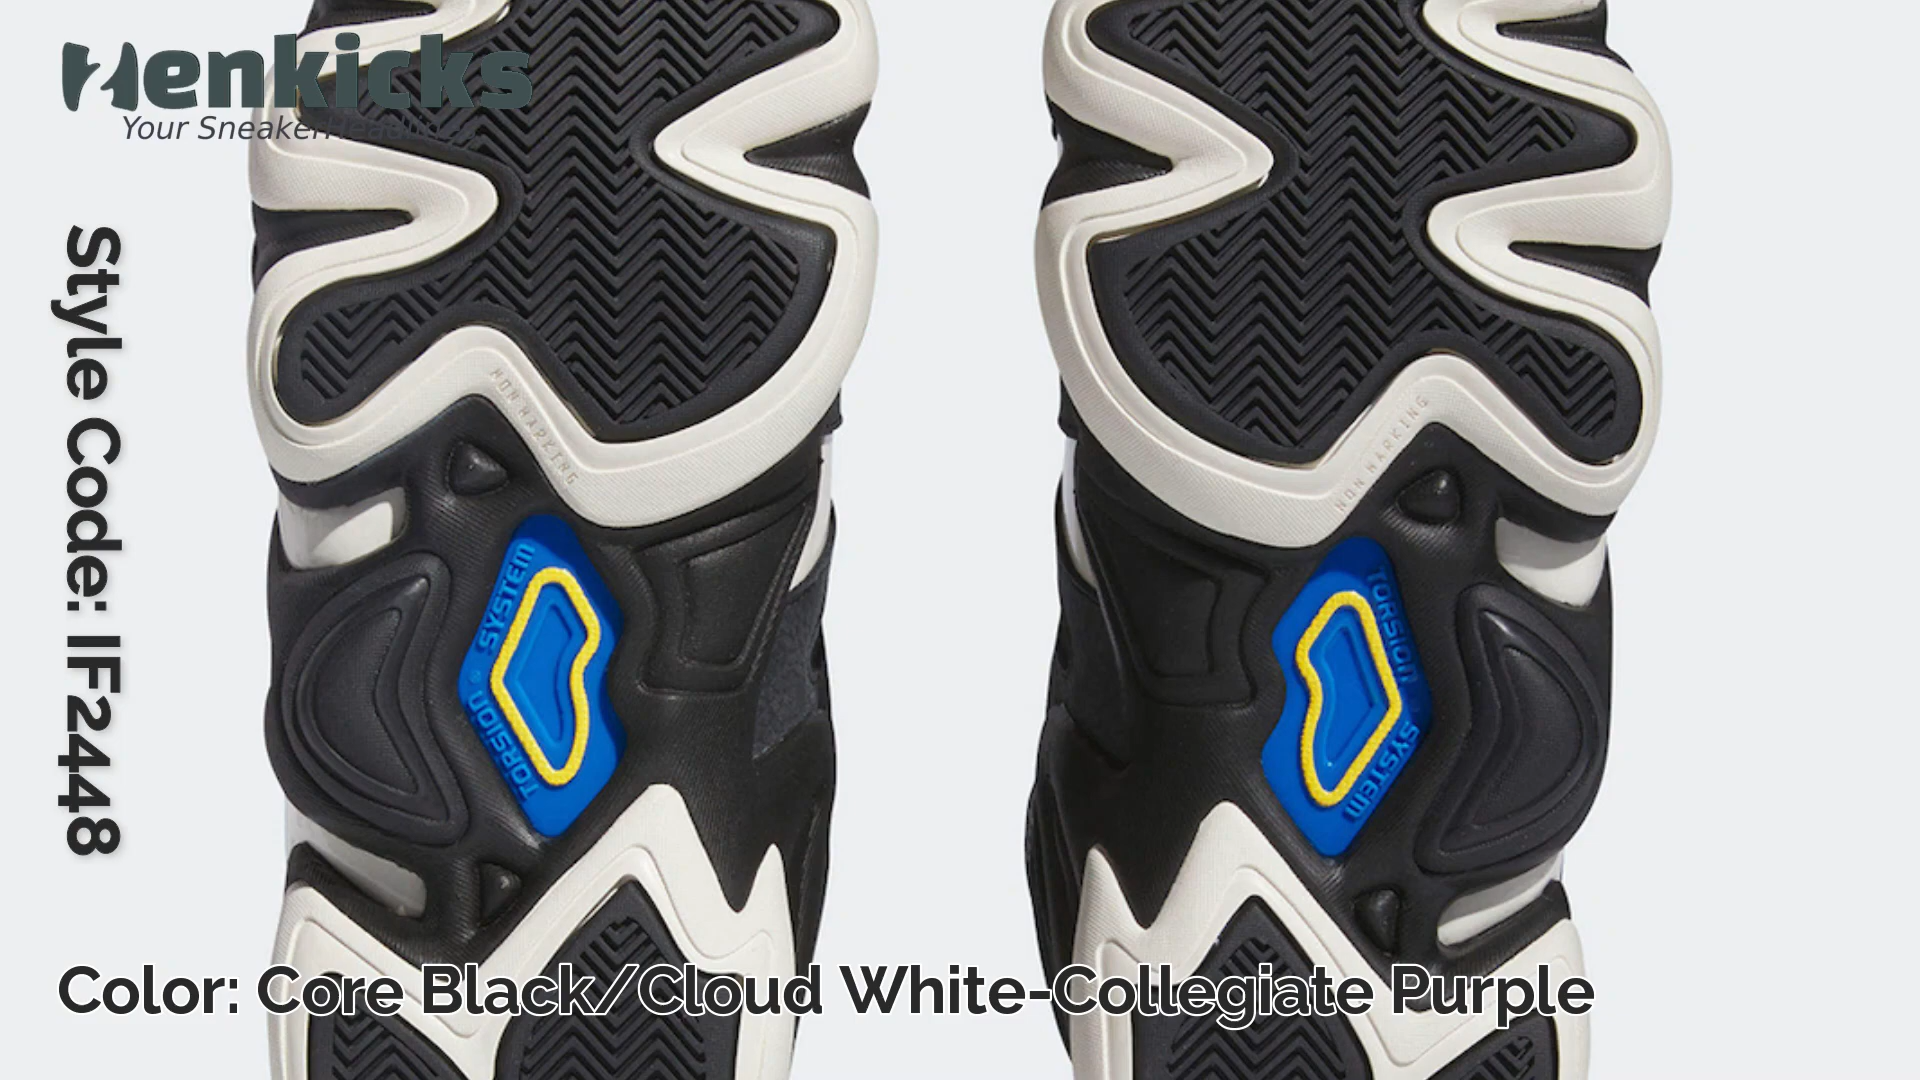 Henkicks
Your SneakerHeadlines
Style Code: IF2448
NON MARKING
NON MARKING
TORSION® SYSTEM
TORSION SYSTEM
Color: Core Black/Cloud White-Collegiate Purple